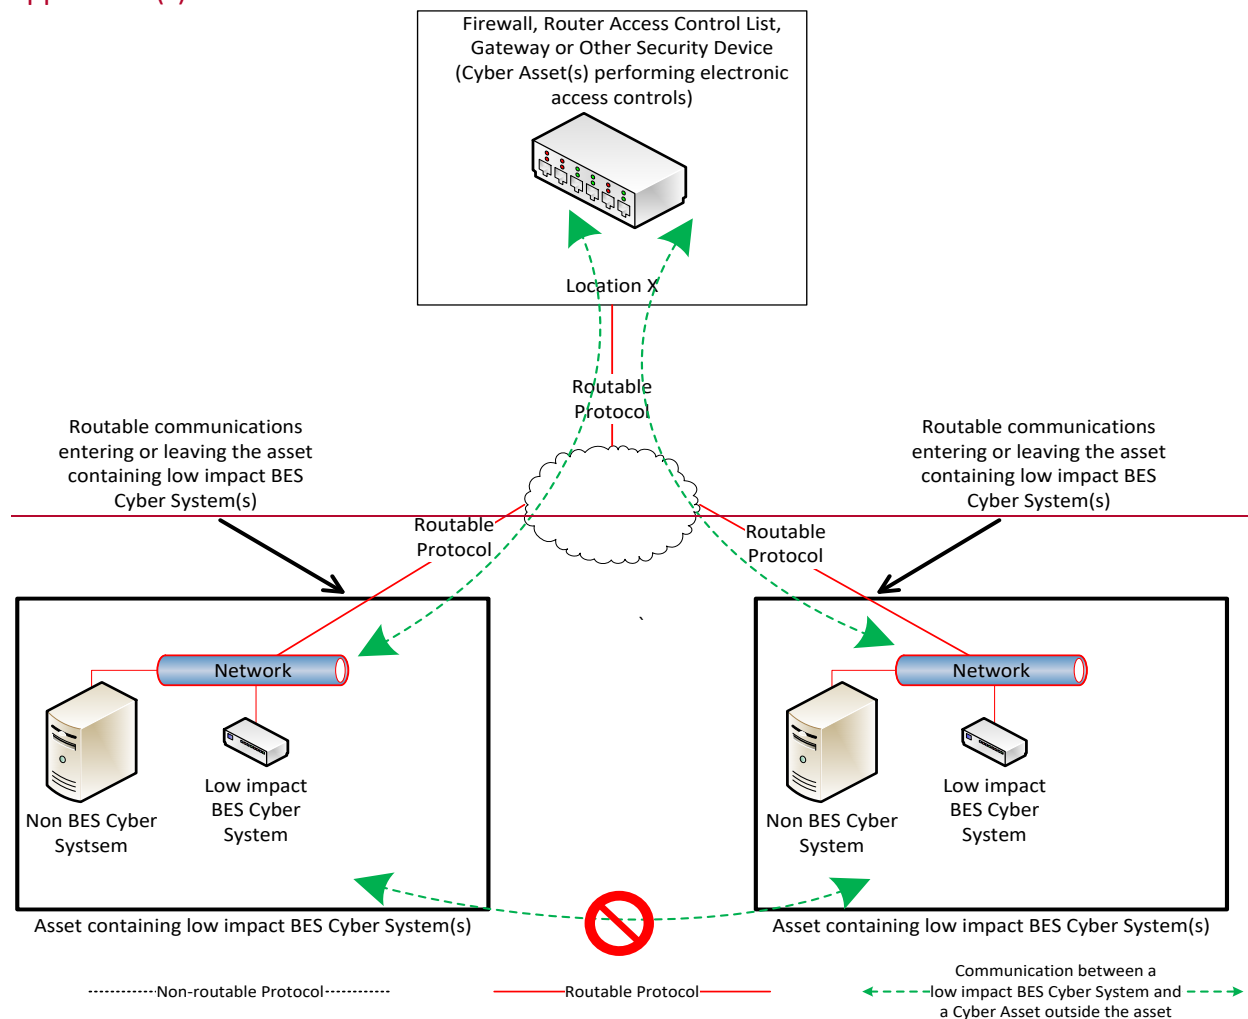 Firewall, Router Access Control List,
Gateway or Other Security Device
(Cyber Asset(s) performing electronic
access controls)
Location X
Routable
Protocol
Routable communications
entering or leaving the asset
containing low impact BES
Cyber System(s)
Routable communications
entering or leaving the asset
containing low impact BES
Cyber System(s)
Routable
Protocol
Routable
Protocol
Network
Low impact
BES Cyber
System
Non BES Cyber
Systsem
Network
Low impact
BES Cyber
System
Non BES Cyber
System
Asset containing low impact BES Cyber System(s)
Asset containing low impact BES Cyber System(s)
Non-routable Protocol
Routable Protocol
Communication between a
low impact BES Cyber System and
a Cyber Asset outside the asset